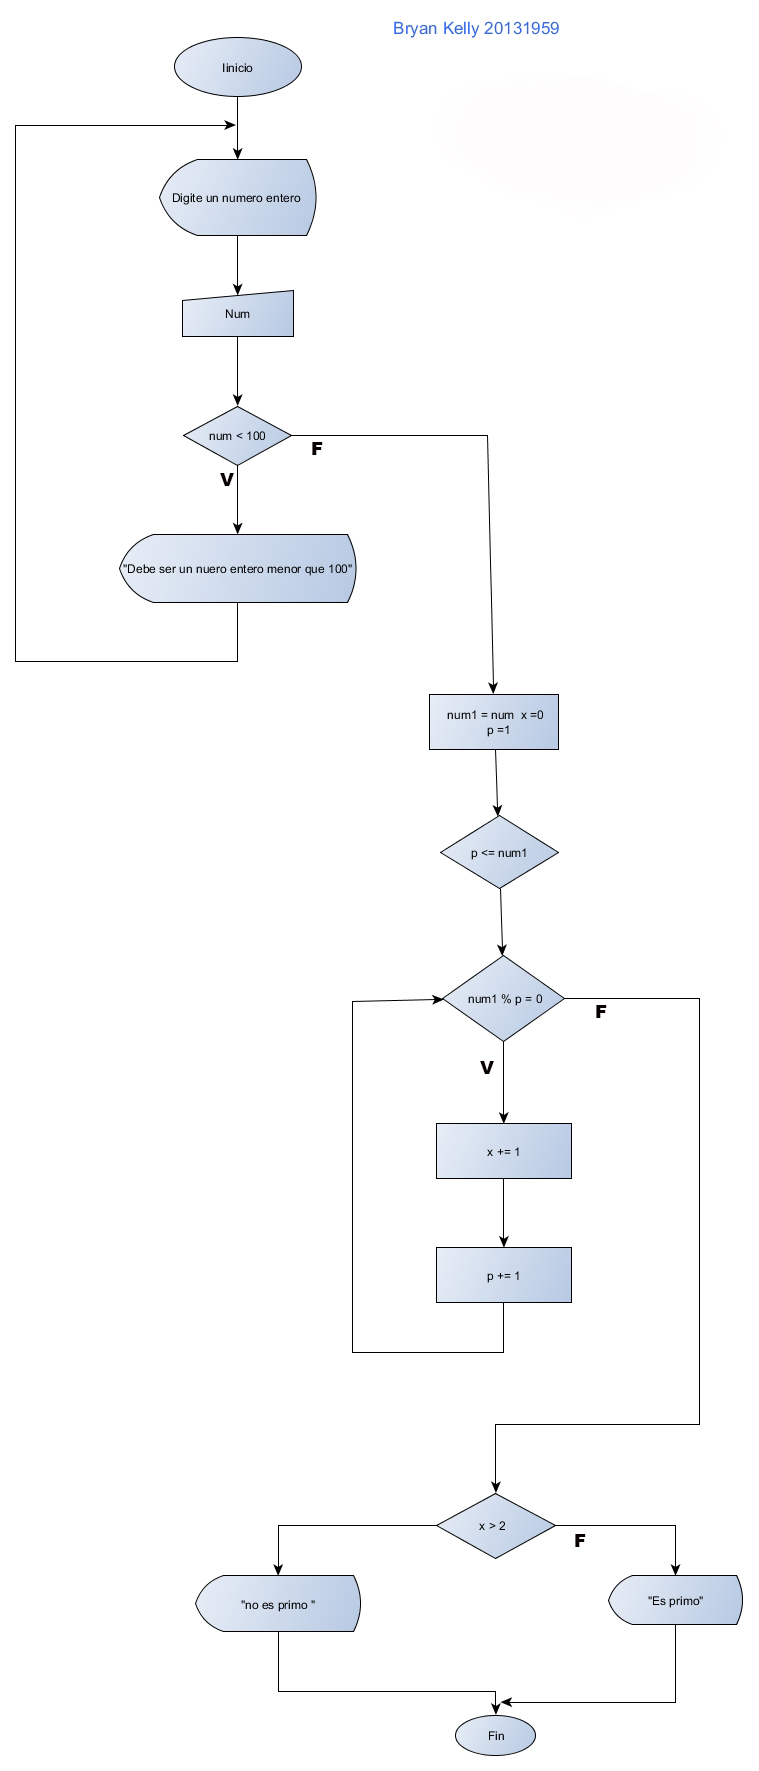 Bryan Kelly 20131959
Iinicio
Digite un numero entero
Num
num < 100
F
V
"Debe ser un nuero entero menor que 100"
num1 = num x =0
p =1
p <= num1
num1 % p = 0
F
V
x += 1
p += 1
x > 2
F
"no es primo "
"Es primo"
Fin